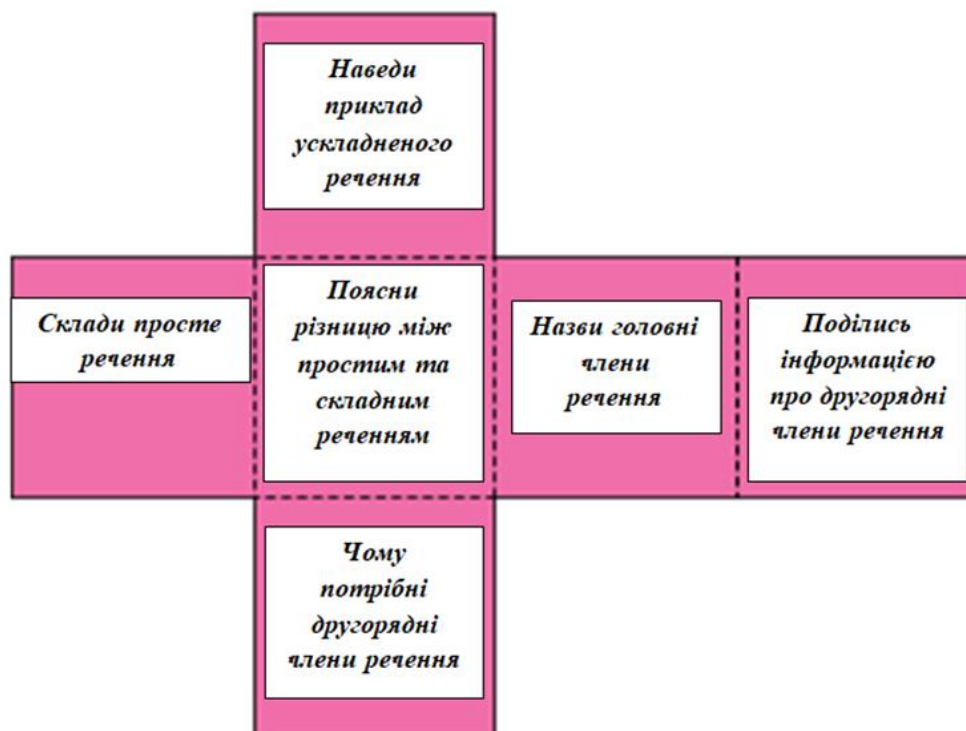 Наведи
приклад
ускладненого
речення
Склади просте
речення
Поясни
різницю між
простим та
складним
реченням
Назви головні
члени
речення
Поділись
інформацією
про другорядні
члени речення
Чому
потрібні
другорядні
члени речення